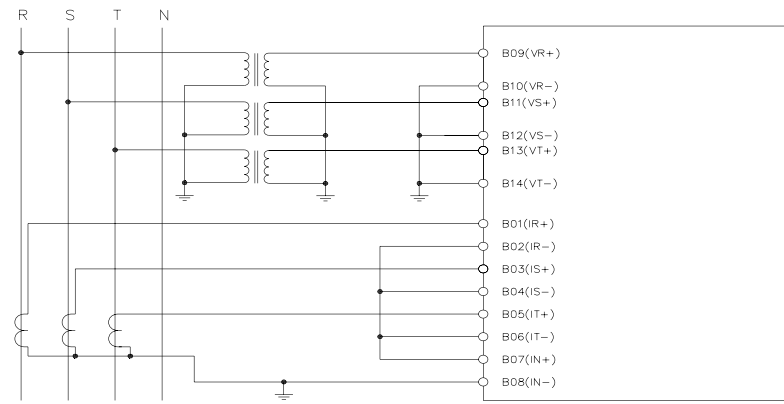 R S T N
B09(VR+)
B10(VR-)
B11(VS+)
B12(VS-)
B13(VT+)
B14(VT-)
B01(IR+)
B02(IR-)
B03(IS+)
B04(IS-)
B05(IT+)
B06(IT-)
B07(IN+)
B08(IN-)